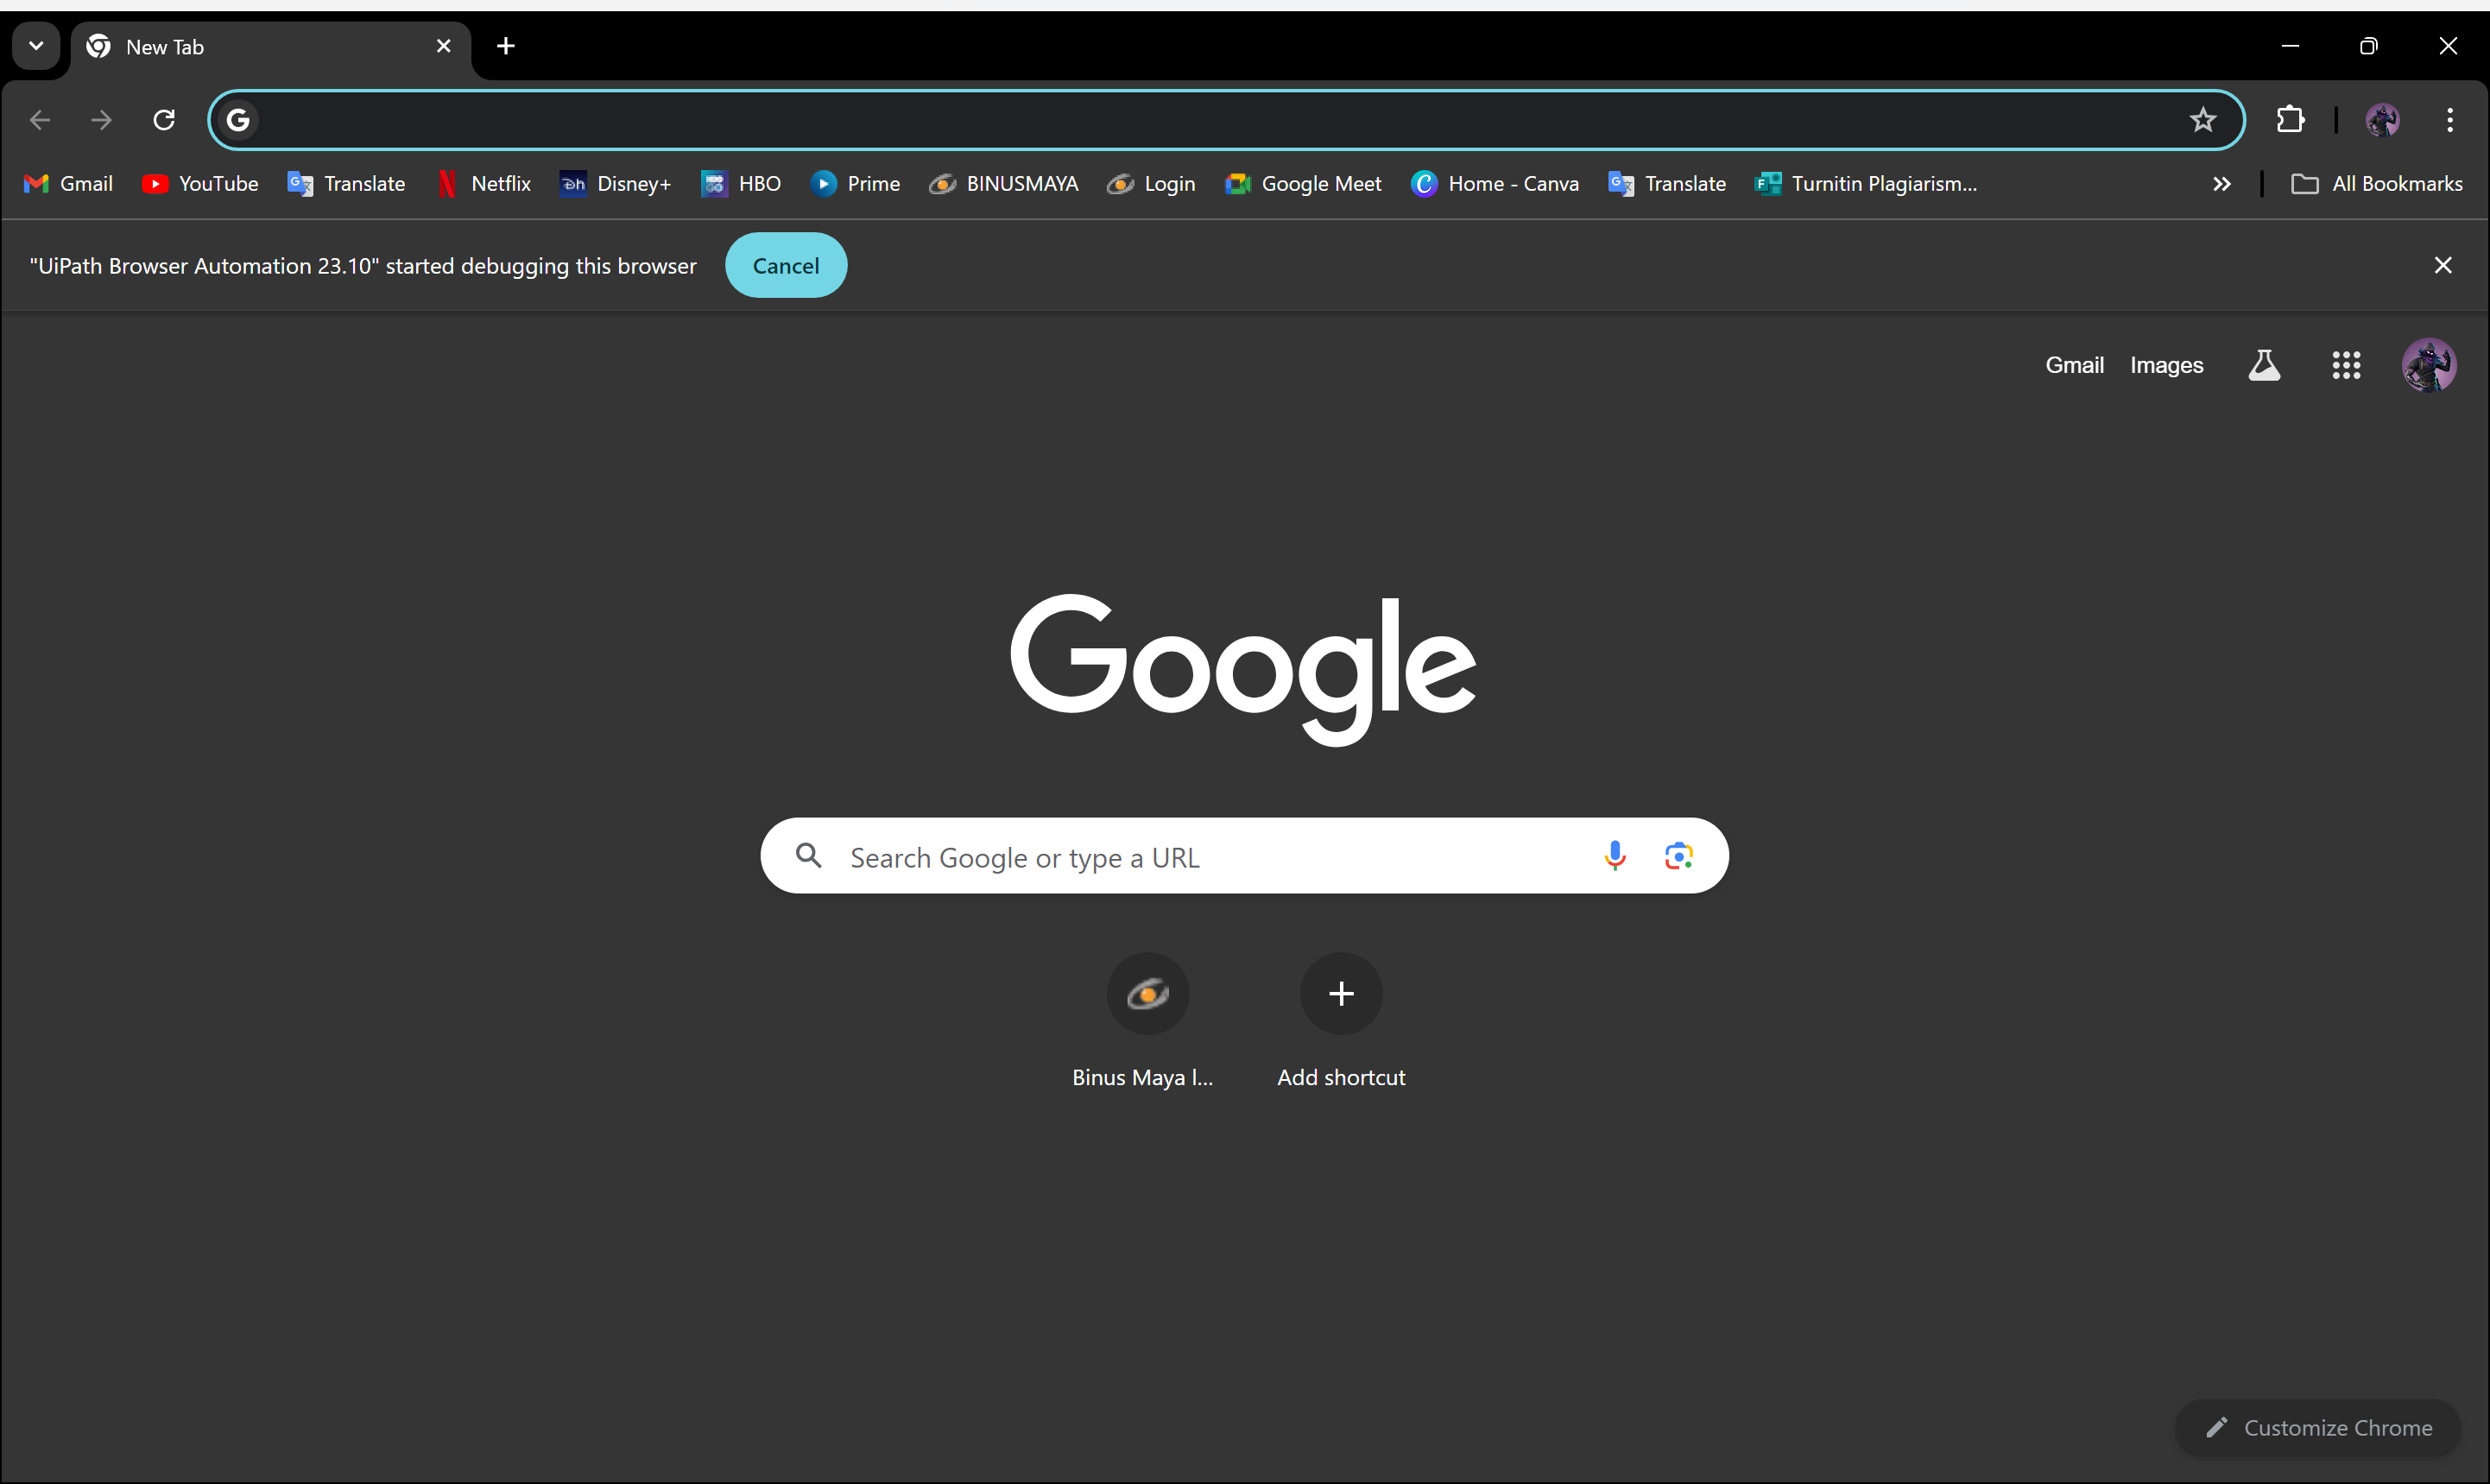 New Tab
Gmail YouTube Translate Netflix Disney+ HBO Prime BINUSMAYA Login Google Meet Home - Canva Translate Turnitin Plagiarism... All Bookmarks
"UiPath Browser Automation 23.10" started debugging this browser Cancel
Gmail Images
Google
Search Google or type a URL
Binus Maya l... Add shortcut
Customize Chrome